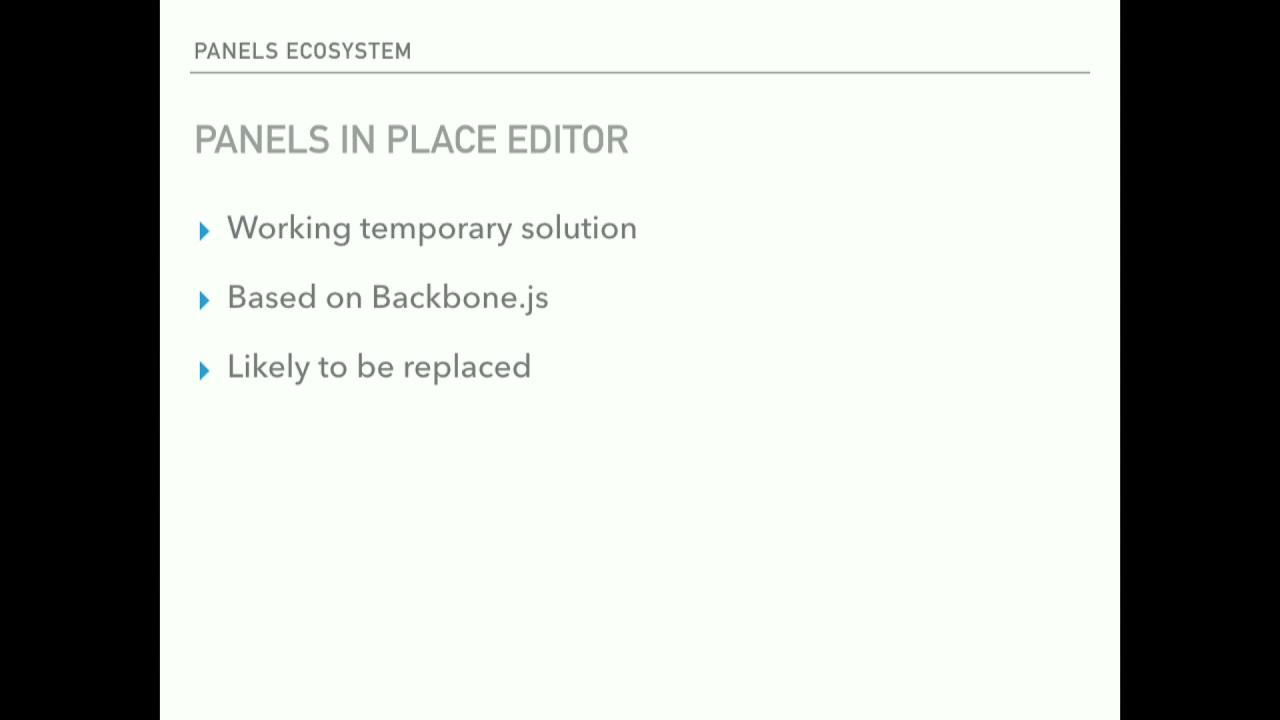 PANELS ECOSYSTEM
PANELS IN PLACE EDITOR
Working temporary solution
Based on Backbone.js
Likely to be replaced